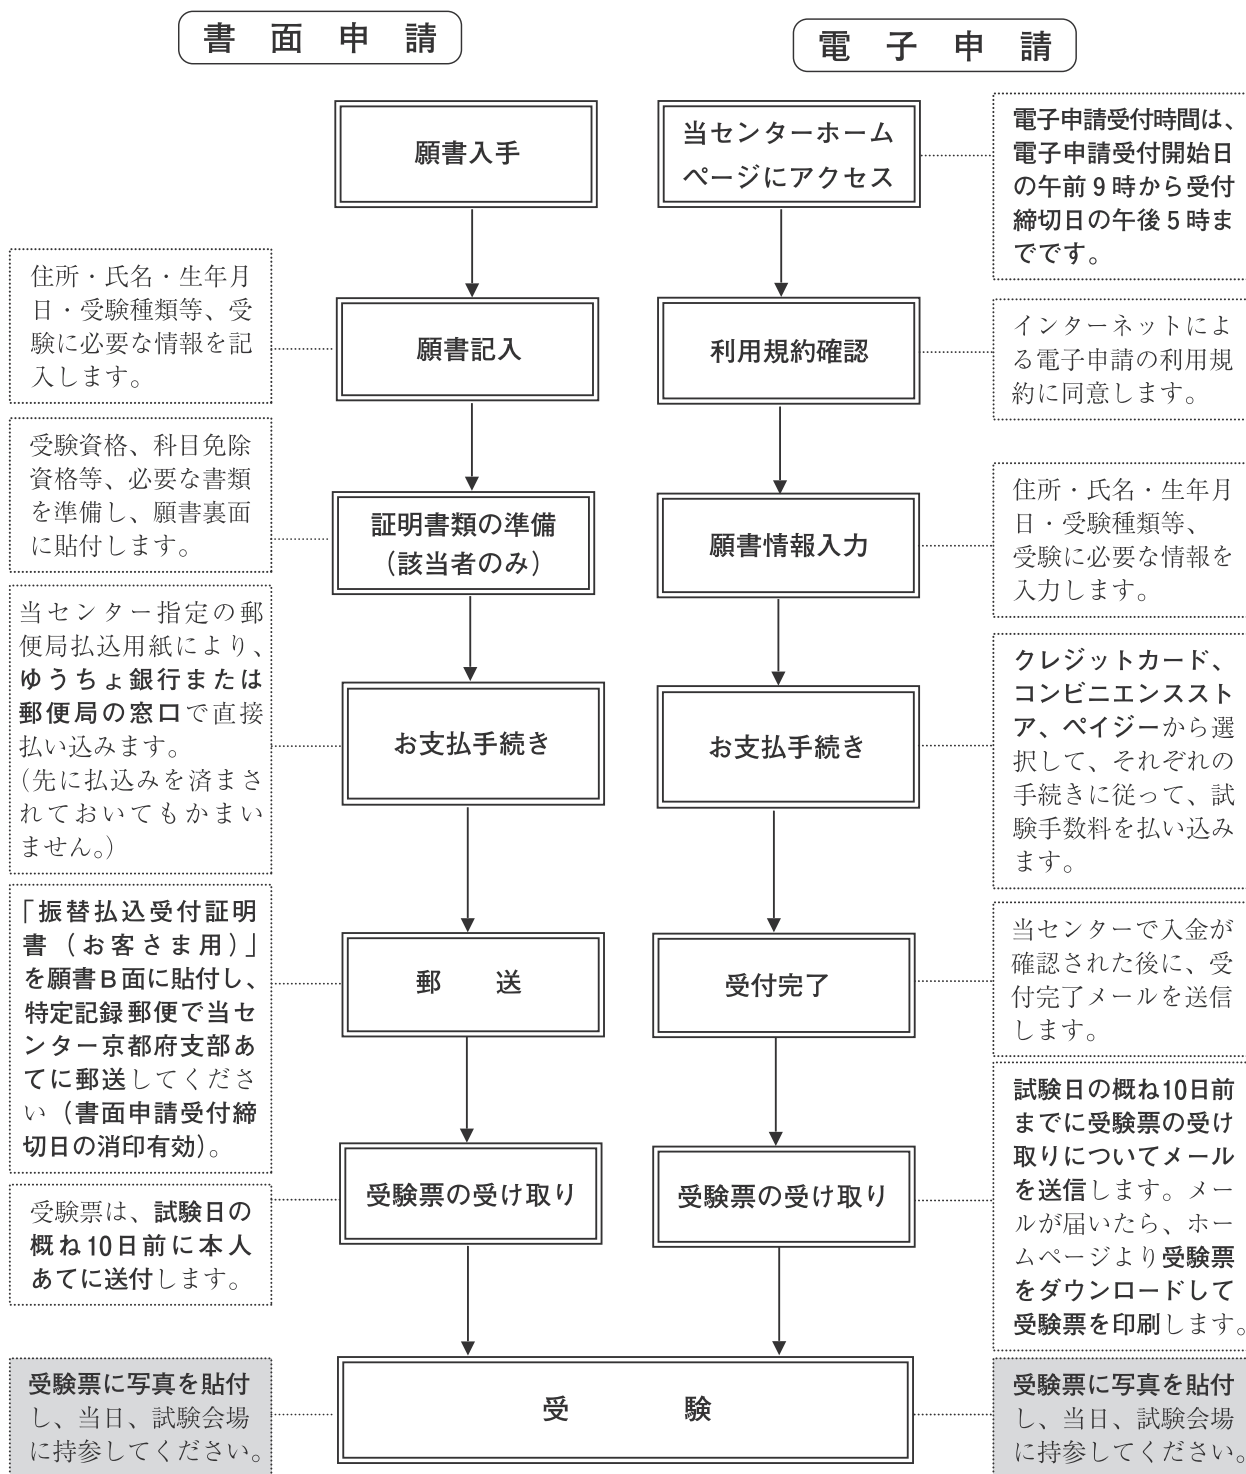 書面申請
願書入手
住所・氏名・生年月
日・受験種類等、受
験に必要な情報を記
入します。
願書記入
受験資格、科目免除
資格等、必要な書類
を準備し、願書裏面
に貼付します。
証明書類の準備
（該当者のみ）
当センター指定の郵
便局払込用紙により、
ゆうちょ銀行または
郵便局の窓口で直接
払い込みます。
（先に払込みを済まさ
れておいてもかまい
ません。）
お支払手続き
「振替払込受付証明
書（お客さま用）」
を願書Ｂ面に貼付し、
特定記録郵便で当セ
ンター京都府支部あ
てに郵送してくださ
い（書面申請受付締
切日の消印有効）。
郵　送
受験票は、試験日の
概ね10日前に本人
あてに送付します。
受験票の受け取り
受験票に写真を貼付
し、当日、試験会場
に持参してください。
電子申請
当センターホーム
ページにアクセス
電子申請受付時間は、
電子申請受付開始日
の午前９時から受付
締切日の午後５時ま
でです。
利用規約確認
インターネットによ
る電子申請の利用規
約に同意します。
願書情報入力
住所・氏名・生年月
日・受験種類等、
受験に必要な情報を
入力します。
お支払手続き
クレジットカード、
コンビニエンススト
ア、ペイジーから選
択して、それぞれの
手続きに従って、試
験手数料を払い込み
ます。
受付完了
当センターで入金が
確認された後に、受
付完了メールを送信
します。
受験票の受け取り
試験日の概ね10日前
までに受験票の受け
取りについてメール
を送信します。メー
ルが届いたら、ホー
ムページより受験票
をダウンロードして
受験票を印刷します。
受　験
受験票に写真を貼付
し、当日、試験会場
に持参してください。